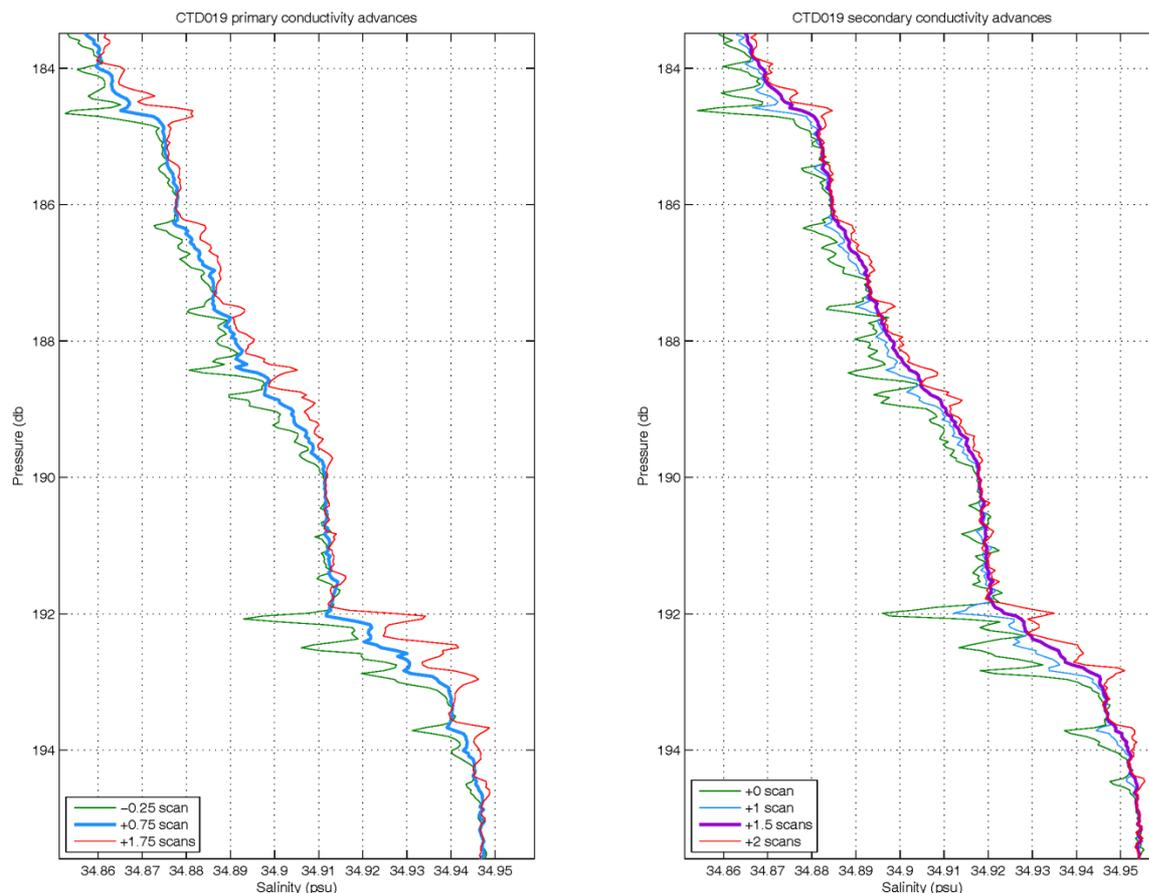 CTD019 primary conductivity advances
184
186
188
190
192
194
Pressure (db
34.86 34.87 34.88 34.89 34.9 34.91 34.92 34.93 34.94 34.95
Salinity (psu)
−0.25 scan
+0.75 scan
+1.75 scans
CTD019 secondary conductivity advances
184
186
188
190
192
194
Pressure (db
34.86 34.87 34.88 34.89 34.9 34.91 34.92 34.93 34.94 34.95
Salinity (psu)
+0 scan
+1 scan
+1.5 scans
+2 scans